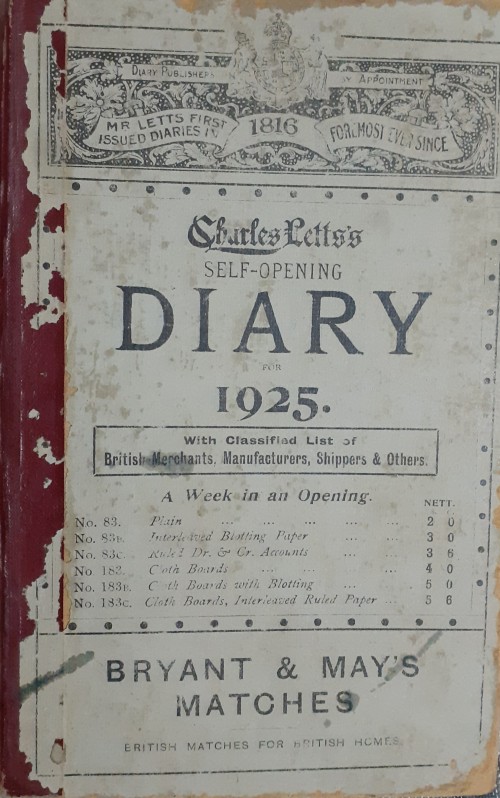 DIARY PUBLISHERS BY APPOINTMENT
MR LETTS FIRST ISSUED DIARIES IN 1816 FOREMOST EVER SINCE
Charles Letts's
SELF-OPENING
DIARY
FOR
1925.
With Classified List of
British Merchants, Manufacturers, Shippers & Others.
A Week in an Opening.
NETT.
No. 83. Plain ... ... ... ... ... 2 0
No. 83B. Interleaved Blotting Paper ... ... 3 0
No. 83C. Ruled Dr. & Cr. Accounts ... ... 3 6
No 183. Cloth Boards ... ... ... ... 4 0
No. 183B. Cloth Boards with Blotting ... ... 5 0
No. 183C. Cloth Boards, Interleaved Ruled Paper ... 5 6
BRYANT & MAY'S
MATCHES
BRITISH MATCHES FOR BRITISH HOMES.